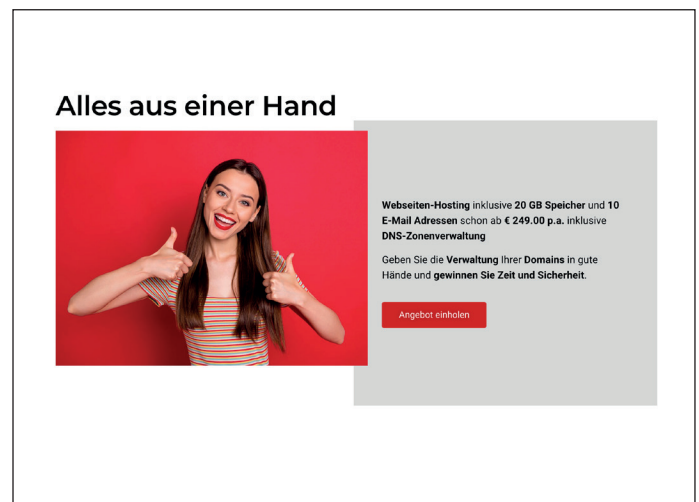 Alles aus einer Hand
Webseiten-Hosting inklusive 20 GB Speicher und 10
E-Mail Adressen schon ab € 249.00 p.a. inklusive
DNS-Zonenverwaltung
Geben Sie die Verwaltung Ihrer Domains in gute
Hände und gewinnen Sie Zeit und Sicherheit.
Angebot einholen